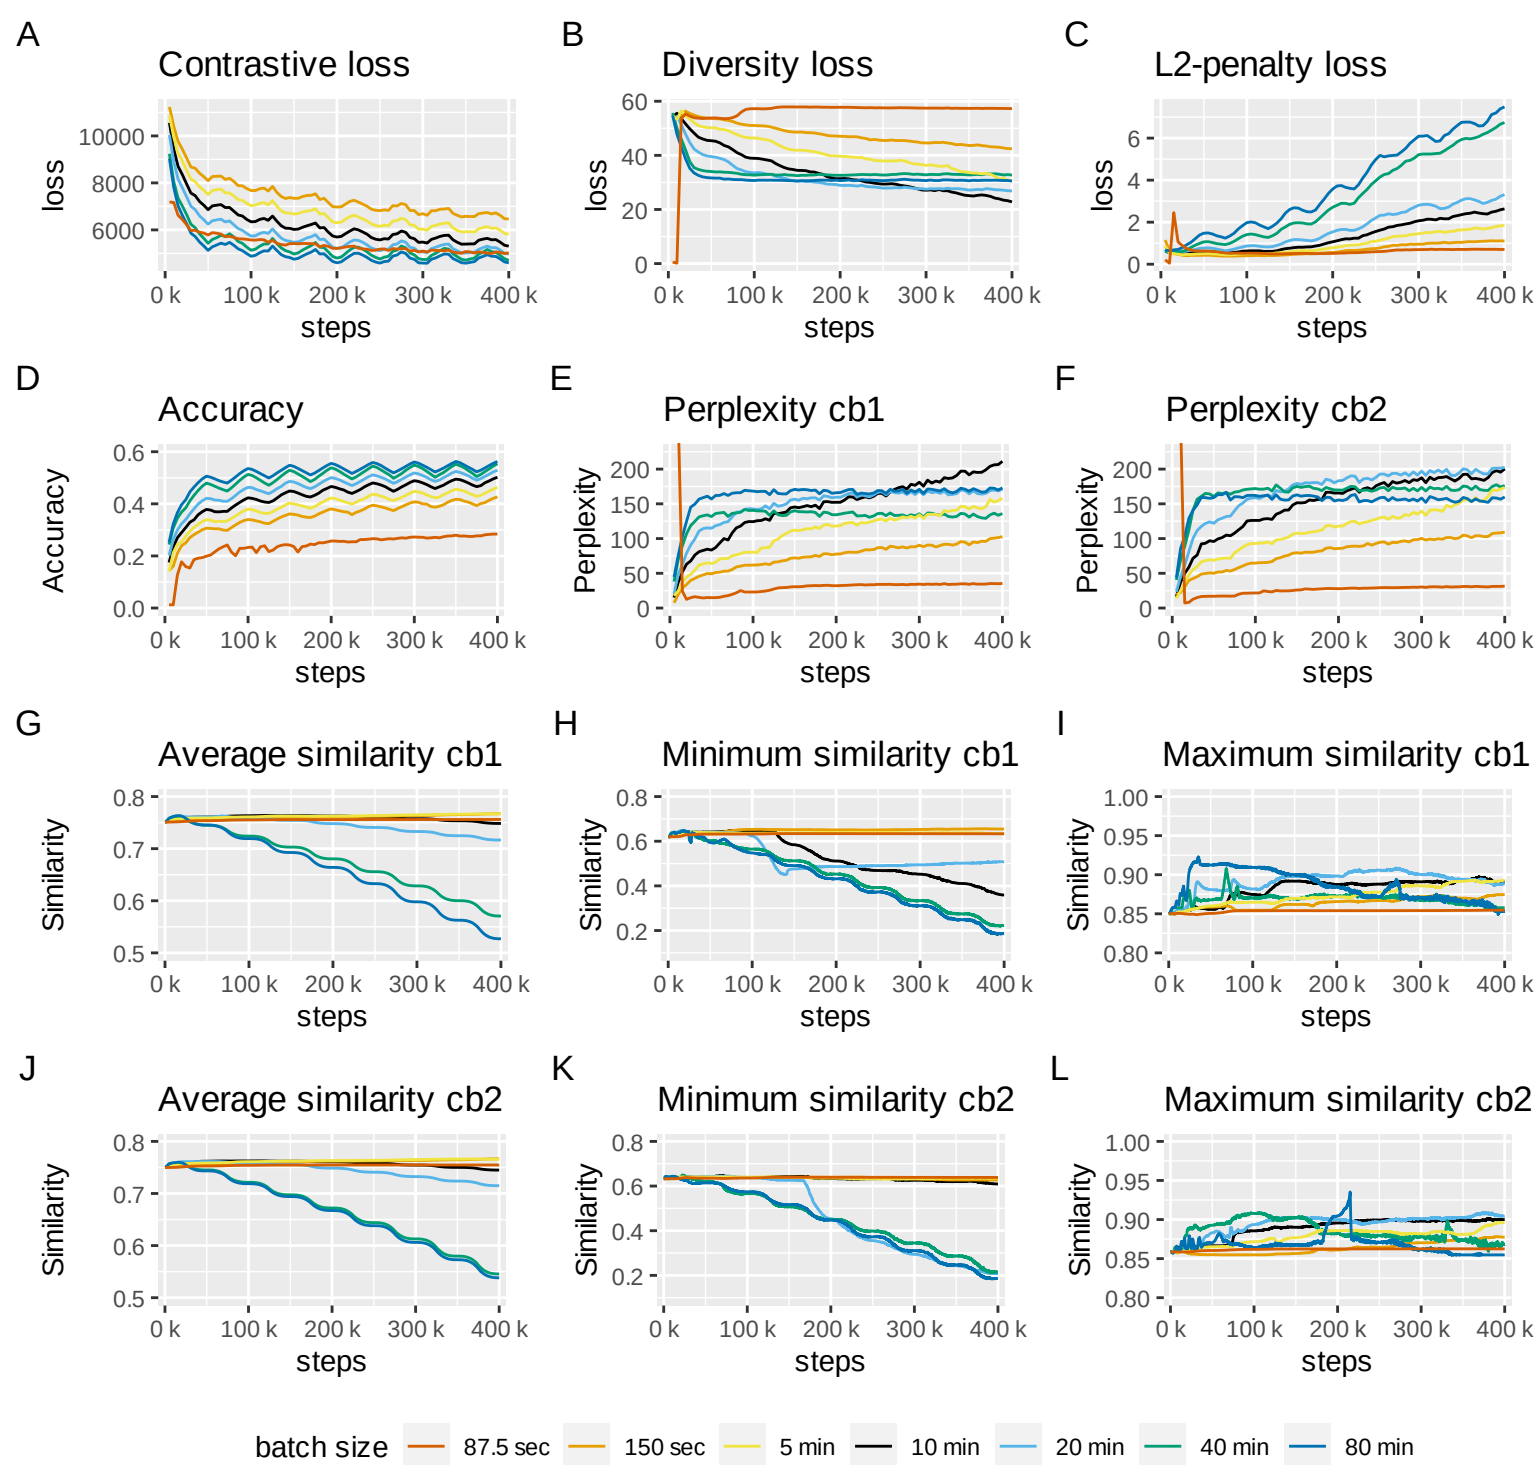 A B C
Contrastive loss Diversity loss L2-penalty loss
loss 10000 8000 6000
0 k 100 k 200 k 300 k 400 k
steps
loss 60 40 20 0
0 k 100 k 200 k 300 k 400 k
steps
loss 6 4 2 0
0 k 100 k 200 k 300 k 400 k
steps
D E F
Accuracy Perplexity cb1 Perplexity cb2
Accuracy 0.6 0.4 0.2 0.0
0 k 100 k 200 k 300 k 400 k
steps
Perplexity 200 150 100 50 0
0 k 100 k 200 k 300 k 400 k
steps
Perplexity 200 150 100 50 0
0 k 100 k 200 k 300 k 400 k
steps
G H I
Average similarity cb1 Minimum similarity cb1 Maximum similarity cb1
Similarity 0.8 0.7 0.6 0.5
0 k 100 k 200 k 300 k 400 k
steps
Similarity 0.8 0.6 0.4 0.2
0 k 100 k 200 k 300 k 400 k
steps
Similarity 1.00 0.95 0.90 0.85 0.80
0 k 100 k 200 k 300 k 400 k
steps
J K L
Average similarity cb2 Minimum similarity cb2 Maximum similarity cb2
Similarity 0.8 0.7 0.6 0.5
0 k 100 k 200 k 300 k 400 k
steps
Similarity 0.8 0.6 0.4 0.2
0 k 100 k 200 k 300 k 400 k
steps
Similarity 1.00 0.95 0.90 0.85 0.80
0 k 100 k 200 k 300 k 400 k
steps
batch size 87.5 sec 150 sec 5 min 10 min 20 min 40 min 80 min